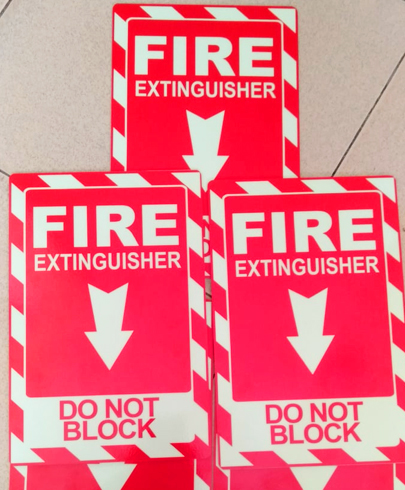 FIRE
EXTINGUISHER
FIRE
EXTINGUISHER
DO NOT
BLOCK
FIRE
EXTINGUISHER
DO NOT
BLOCK